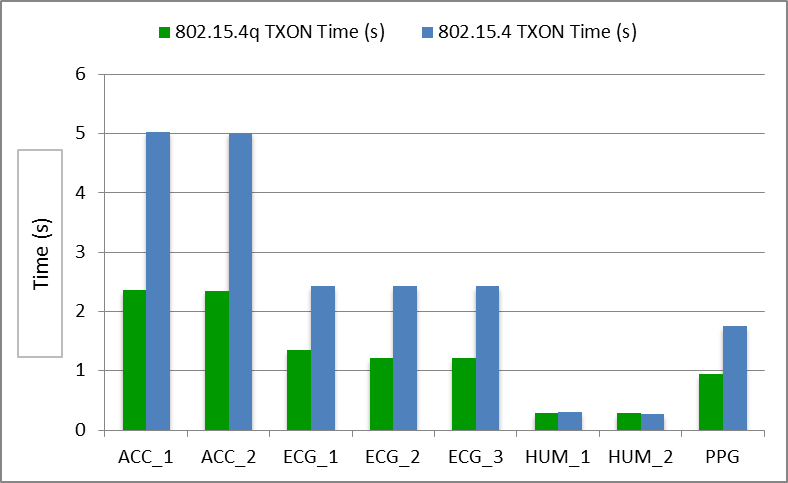 802.15.4q TXON Time (s) 802.15.4 TXON Time (s)
6
5
4
3
2
1
0
Time (s)
ACC_1 ACC_2 ECG_1 ECG_2 ECG_3 HUM_1 HUM_2 PPG